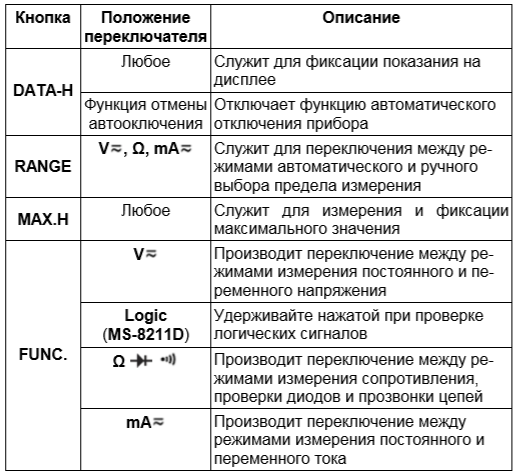 Кнопка
Положение
переключателя
Описание
DATA-H
Любое
Служит для фиксации показания на
дисплее
Функция отмены
автооключения
Отключает функцию автоматического
отключения прибора
RANGE
V≂, Ω, mA≂
Служит для переключения между ре-
жимами автоматического и ручного
выбора предела измерения
MAX.H
Любое
Служит для измерения и фиксации
максимального значения
FUNC.
V≂
Производит переключение между ре-
жимами измерения постоянного и пе-
ременного напряжения
Logic
(MS-8211D)
Удерживайте нажатой при проверке
логических сигналов
Ω
Производит переключение между ре-
жимами измерения сопротивления,
проверки диодов и прозвонки цепей
mA≂
Производит переключение между
режимами измерения постоянного и
переменного тока